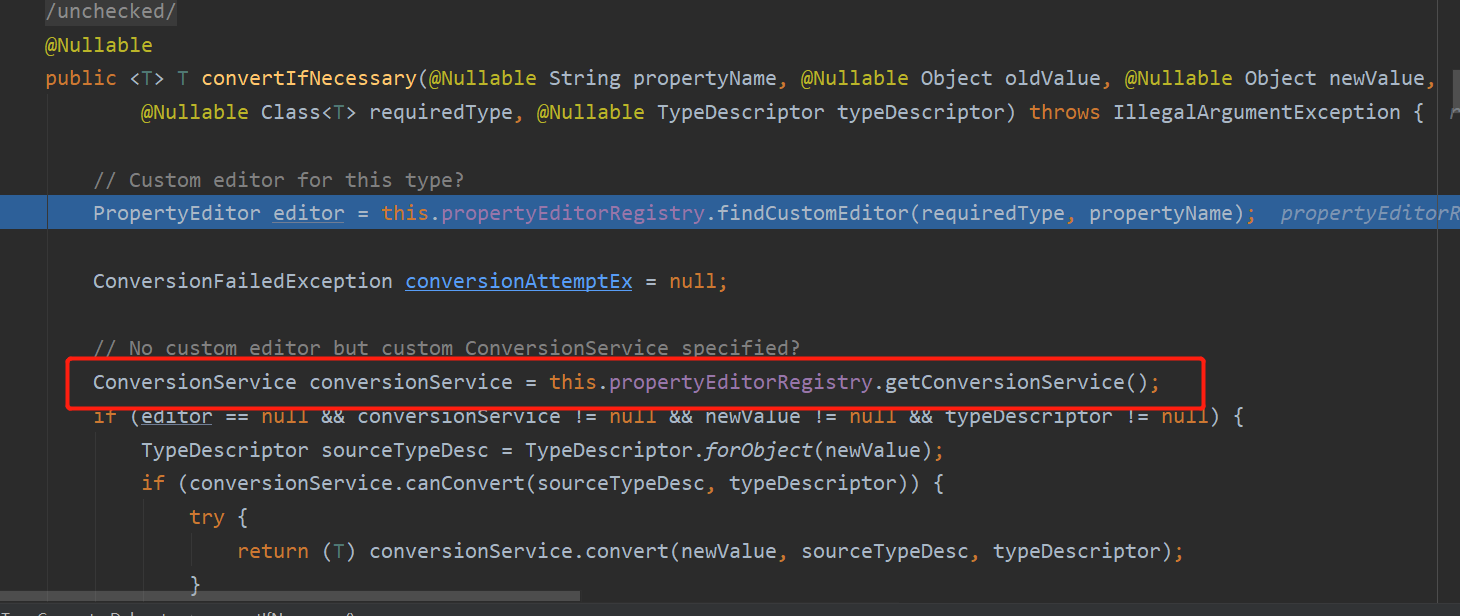 /unchecked/
@Nullable
public <T> T convertIfNecessary(@Nullable String propertyName, @Nullable Object oldValue, @Nullable Object newValue,
@Nullable Class<T> requiredType, @Nullable TypeDescriptor typeDescriptor) throws IllegalArgumentException {
// Custom editor for this type?
PropertyEditor editor = this.propertyEditorRegistry.findCustomEditor(requiredType, propertyName); propertyEditorR
ConversionFailedException conversionAttemptEx = null;
// No custom editor but custom ConversionService specified?
ConversionService conversionService = this.propertyEditorRegistry.getConversionService();
if (editor == null && conversionService != null && newValue != null && typeDescriptor != null) {
TypeDescriptor sourceTypeDesc = TypeDescriptor.forObject(newValue);
if (conversionService.canConvert(sourceTypeDesc, typeDescriptor)) {
try {
return (T) conversionService.convert(newValue, sourceTypeDesc, typeDescriptor);
}